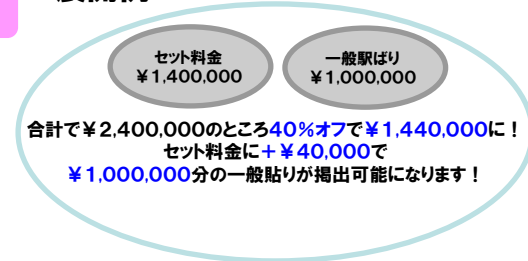 セット料金
¥1,400,000
一般駅ばり
¥1,000,000
合計で¥2,400,000のところ40%オフで¥1,440,000に!
セット料金に+¥40,000で
¥1,000,000分の一般貼りが掲出可能になります!